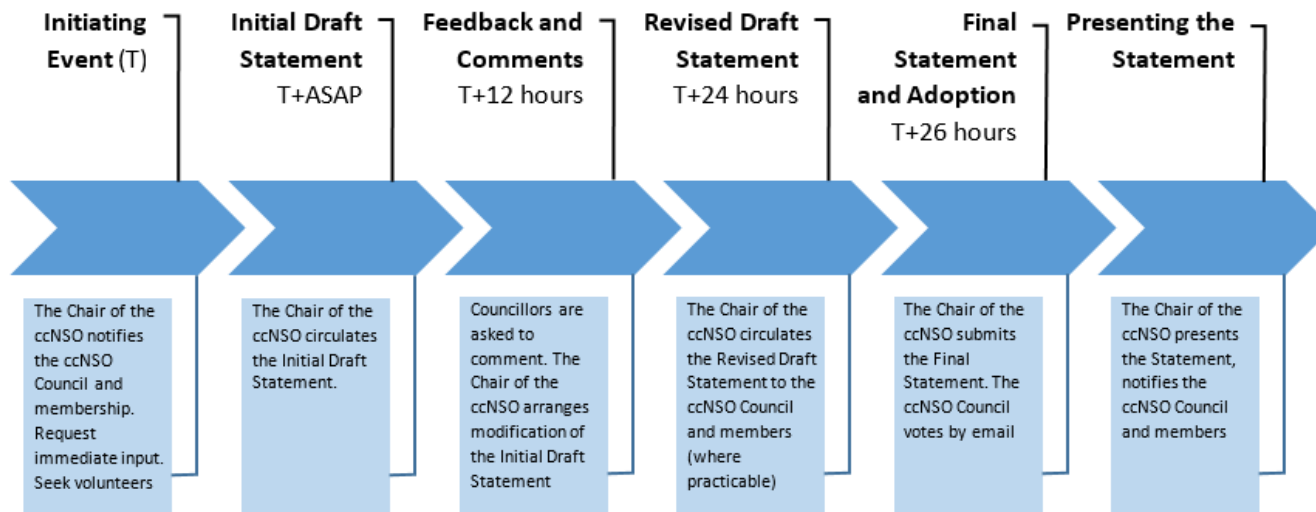 Initiating
Event (T)
Initial Draft
Statement
T+ASAP
Feedback and
Comments
T+12 hours
Revised Draft
Statement
T+24 hours
Final
Statement
and Adoption
T+26 hours
Presenting the
Statement
The Chair of the
ccNSO notifies
the ccNSO
Council and
membership.
Request
immediate input.
Seek volunteers
The Chair of the
ccNSO circulates
the Initial Draft
Statement.
Councillors are
asked to
comment. The
Chair of the
ccNSO arranges
modification of
the Initial Draft
Statement
The Chair of the
ccNSO circulates
the Revised Draft
Statement to the
ccNSO Council
and members
(where
practicable)
The Chair of the
ccNSO submits
the Final
Statement. The
ccNSO Council
votes by email
The Chair of the
ccNSO presents
the Statement,
notifies the
ccNSO Council
and members